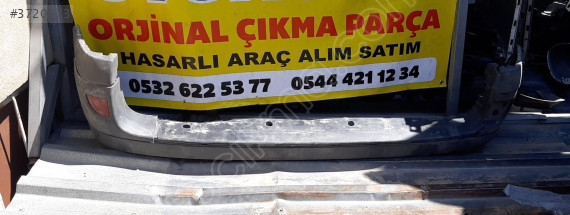 ORJİNAL ÇIKMA PARÇA
HASARLI ARAÇ ALIM SATIM
0532 622 53 77   0544 421 12 34